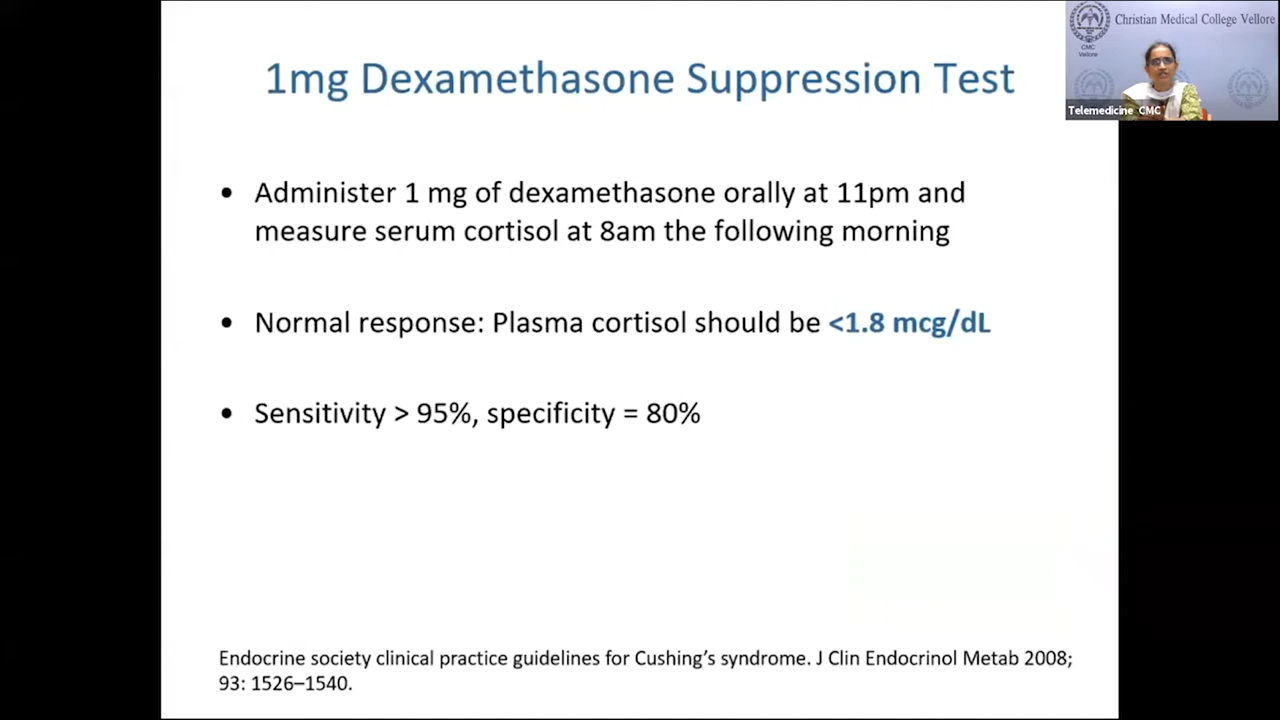 1mg Dexamethasone Suppression Test
• Administer 1 mg of dexamethasone orally at 11pm and
measure serum cortisol at 8am the following morning
• Normal response: Plasma cortisol should be <1.8 mcg/dL
• Sensitivity > 95%, specificity = 80%
Endocrine society clinical practice guidelines for Cushing’s syndrome. J Clin Endocrinol Metab 2008;
93: 1526–1540.
Christian Medical College Vellore
CMC
Vellore
Telemedicine CMC